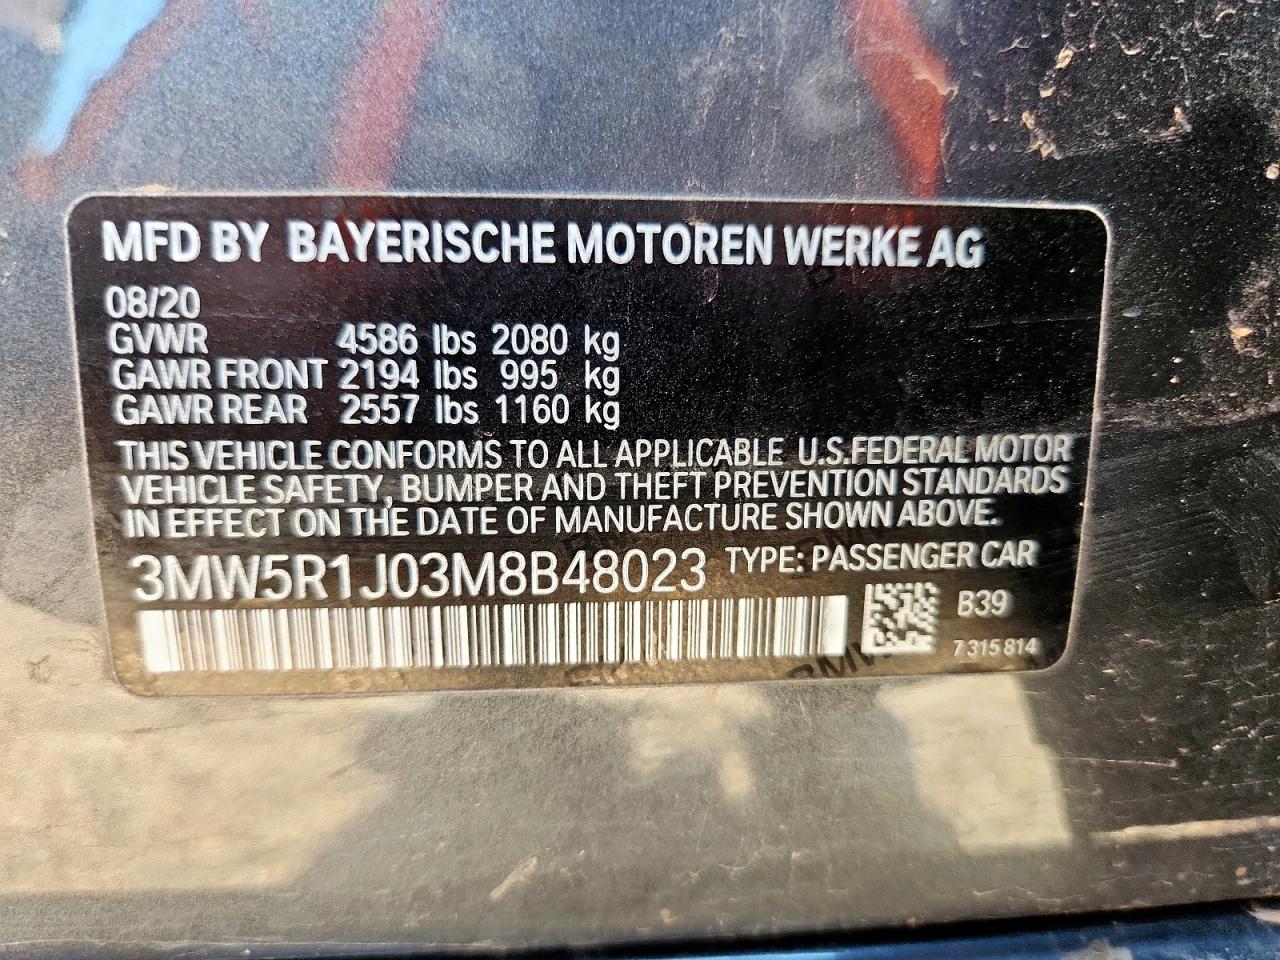 MFD BY BAYERISCHE MOTOREN WERKE AG
08/20
GVWR 4586 lbs 2080 kg
GAWR FRONT 2194 lbs 995 kg
GAWR REAR 2557 lbs 1160 kg
THIS VEHICLE CONFORMS TO ALL APPLICABLE U.S.FEDERAL MOTOR
VEHICLE SAFETY, BUMPER AND THEFT PREVENTION STANDARDS
IN EFFECT ON THE DATE OF MANUFACTURE SHOWN ABOVE.
3MW5R1J03M8B48023 TYPE: PASSENGER CAR
B39
7 315 814